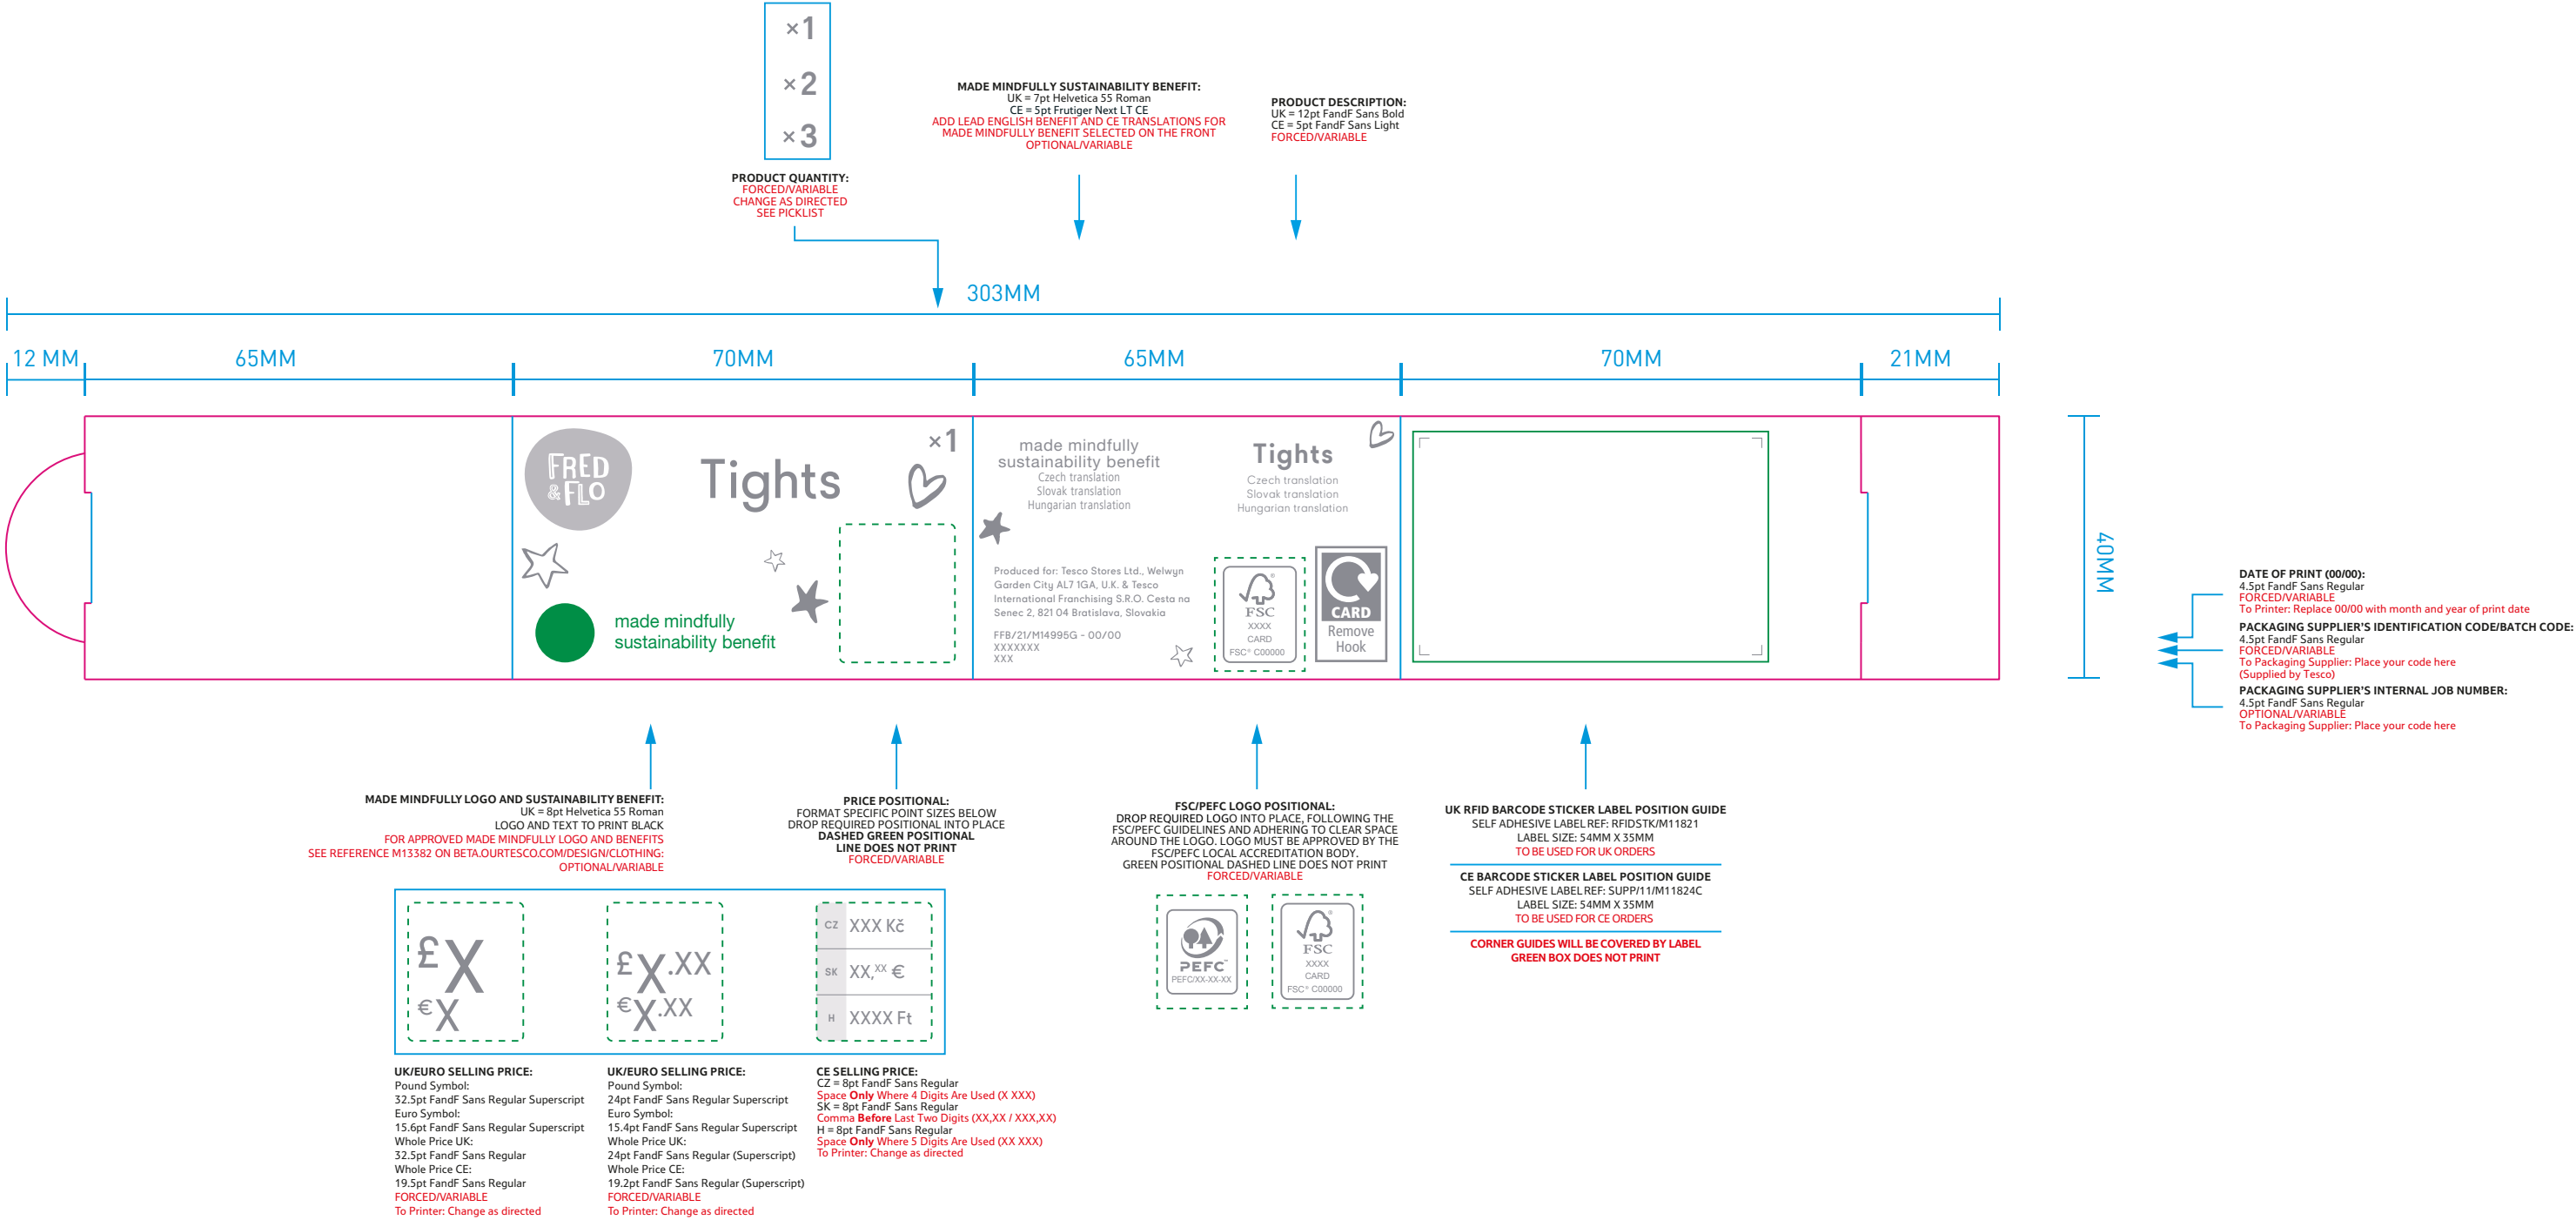 ×1
×2
×3
PRODUCT QUANTITY:
FORCED/VARIABLE
CHANGE AS DIRECTED
SEE PICKLIST
MADE MINDFULLY SUSTAINABILITY BENEFIT:
UK = 7pt Helvetica 55 Roman
CE = 5pt Frutiger Next LT CE
ADD LEAD ENGLISH BENEFIT AND CE TRANSLATIONS FOR
MADE MINDFULLY BENEFIT SELECTED ON THE FRONT
OPTIONAL/VARIABLE
PRODUCT DESCRIPTION:
UK = 12pt FandF Sans Bold
CE = 5pt FandF Sans Light
FORCED/VARIABLE
303MM
12 MM
65MM
70MM
65MM
70MM
21MM
FRED
& FLO
Tights
×1
made mindfully
sustainability benefit
made mindfully
sustainability benefit
Czech translation
Slovak translation
Hungarian translation
Tights
Czech translation
Slovak translation
Hungarian translation
Produced for: Tesco Stores Ltd., Welwyn
Garden City AL7 1GA, U.K. & Tesco
International Franchising S.R.O. Cesta na
Senec 2, 821 04 Bratislava, Slovakia
FFB/21/M14995G - 00/00
XXXXXXX
XXX
FSC
XXXX
CARD
FSC® C00000
CARD
Remove
Hook
40MM
DATE OF PRINT (00/00):
4.5pt FandF Sans Regular
FORCED/VARIABLE
To Printer: Replace 00/00 with month and year of print date
PACKAGING SUPPLIER'S IDENTIFICATION CODE/BATCH CODE:
4.5pt FandF Sans Regular
FORCED/VARIABLE
To Packaging Supplier: Place your code here
(Supplied by Tesco)
PACKAGING SUPPLIER'S INTERNAL JOB NUMBER:
4.5pt FandF Sans Regular
OPTIONAL/VARIABLE
To Packaging Supplier: Place your code here
MADE MINDFULLY LOGO AND SUSTAINABILITY BENEFIT:
UK = 8pt Helvetica 55 Roman
LOGO AND TEXT TO PRINT BLACK
FOR APPROVED MADE MINDFULLY LOGO AND BENEFITS
SEE REFERENCE M13382 ON BETA.OURTESCO.COM/DESIGN/CLOTHING:
OPTIONAL/VARIABLE
PRICE POSITIONAL:
FORMAT SPECIFIC POINT SIZES BELOW
DROP REQUIRED POSITIONAL INTO PLACE
DASHED GREEN POSITIONAL
LINE DOES NOT PRINT
FORCED/VARIABLE
FSC/PEFC LOGO POSITIONAL:
DROP REQUIRED LOGO INTO PLACE, FOLLOWING THE
FSC/PEFC GUIDELINES AND ADHERING TO CLEAR SPACE
AROUND THE LOGO. LOGO MUST BE APPROVED BY THE
FSC/PEFC LOCAL ACCREDITATION BODY.
GREEN POSITIONAL DASHED LINE DOES NOT PRINT
FORCED/VARIABLE
PEFC™
PEFC/XX-XX-XX
FSC
XXXX
CARD
FSC® C00000
UK RFID BARCODE STICKER LABEL POSITION GUIDE
SELF ADHESIVE LABEL REF: RFIDSTK/M11821
LABEL SIZE: 54MM X 35MM
TO BE USED FOR UK ORDERS
CE BARCODE STICKER LABEL POSITION GUIDE
SELF ADHESIVE LABEL REF: SUPP/11/M11824C
LABEL SIZE: 54MM X 35MM
TO BE USED FOR CE ORDERS
CORNER GUIDES WILL BE COVERED BY LABEL
GREEN BOX DOES NOT PRINT
£X
€X
£X.XX
€X.XX
CZ XXX Kč
SK XX,XX €
H XXXX Ft
UK/EURO SELLING PRICE:
Pound Symbol:
32.5pt FandF Sans Regular Superscript
Euro Symbol:
15.6pt FandF Sans Regular Superscript
Whole Price UK:
32.5pt FandF Sans Regular
Whole Price CE:
19.5pt FandF Sans Regular
FORCED/VARIABLE
To Printer: Change as directed
UK/EURO SELLING PRICE:
Pound Symbol:
24pt FandF Sans Regular Superscript
Euro Symbol:
15.4pt FandF Sans Regular Superscript
Whole Price UK:
24pt FandF Sans Regular (Superscript)
Whole Price CE:
19.2pt FandF Sans Regular (Superscript)
FORCED/VARIABLE
To Printer: Change as directed
CE SELLING PRICE:
CZ = 8pt FandF Sans Regular
Space Only Where 4 Digits Are Used (X XXX)
SK = 8pt FandF Sans Regular
Comma Before Last Two Digits (XX,XX / XXX,XX)
H = 8pt FandF Sans Regular
Space Only Where 5 Digits Are Used (XX XXX)
To Printer: Change as directed